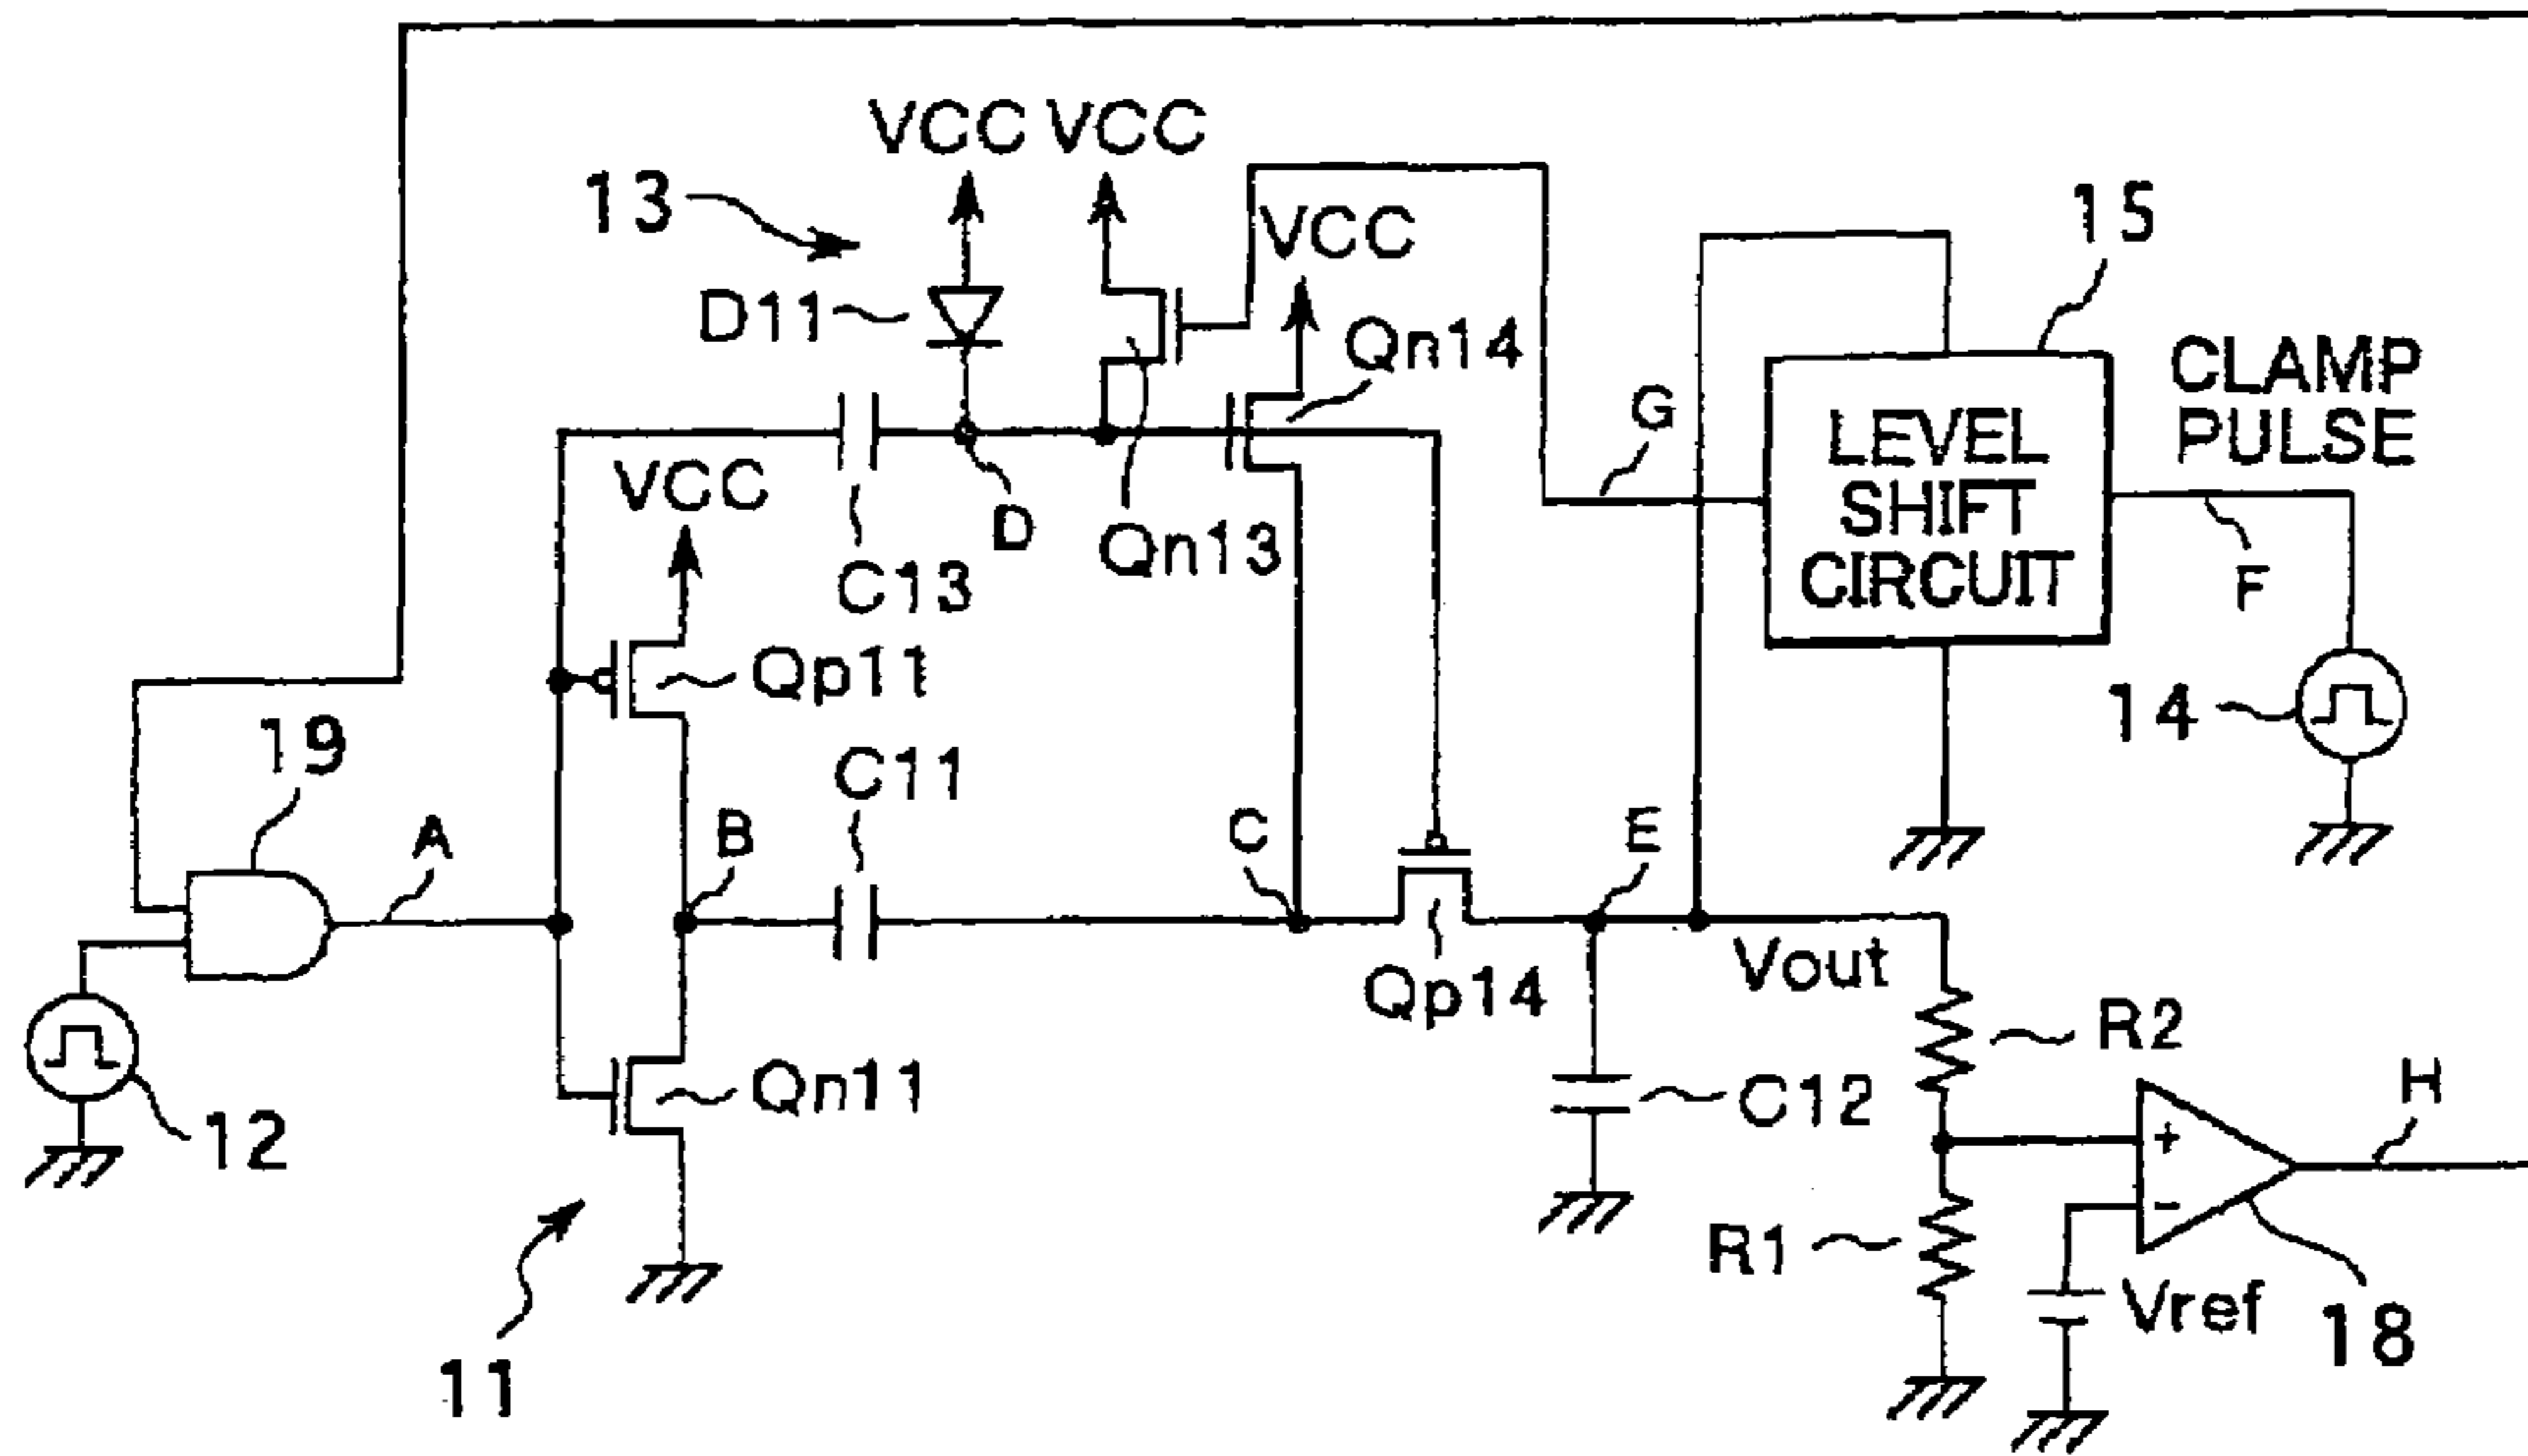 VCC VCC
13
VCC
15
D11
Qn14
CLAMP
PULSE
G
LEVEL
SHIFT
CIRCUIT
VCC
D
Qn13
C13
F
Qp11
14
19
C11
A
B
C
E
Vout
Qp14
R2
12
Qn11
C12
H
+
-
R1
Vref
18
11